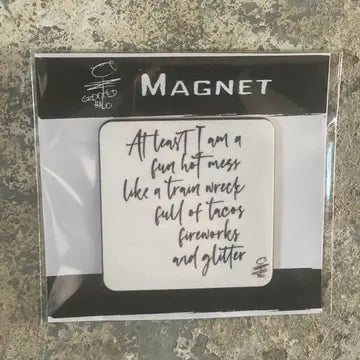 MAGNET
At least I am a
fun hot mess
like a train wreck
full of tacos
fireworks
and glitter